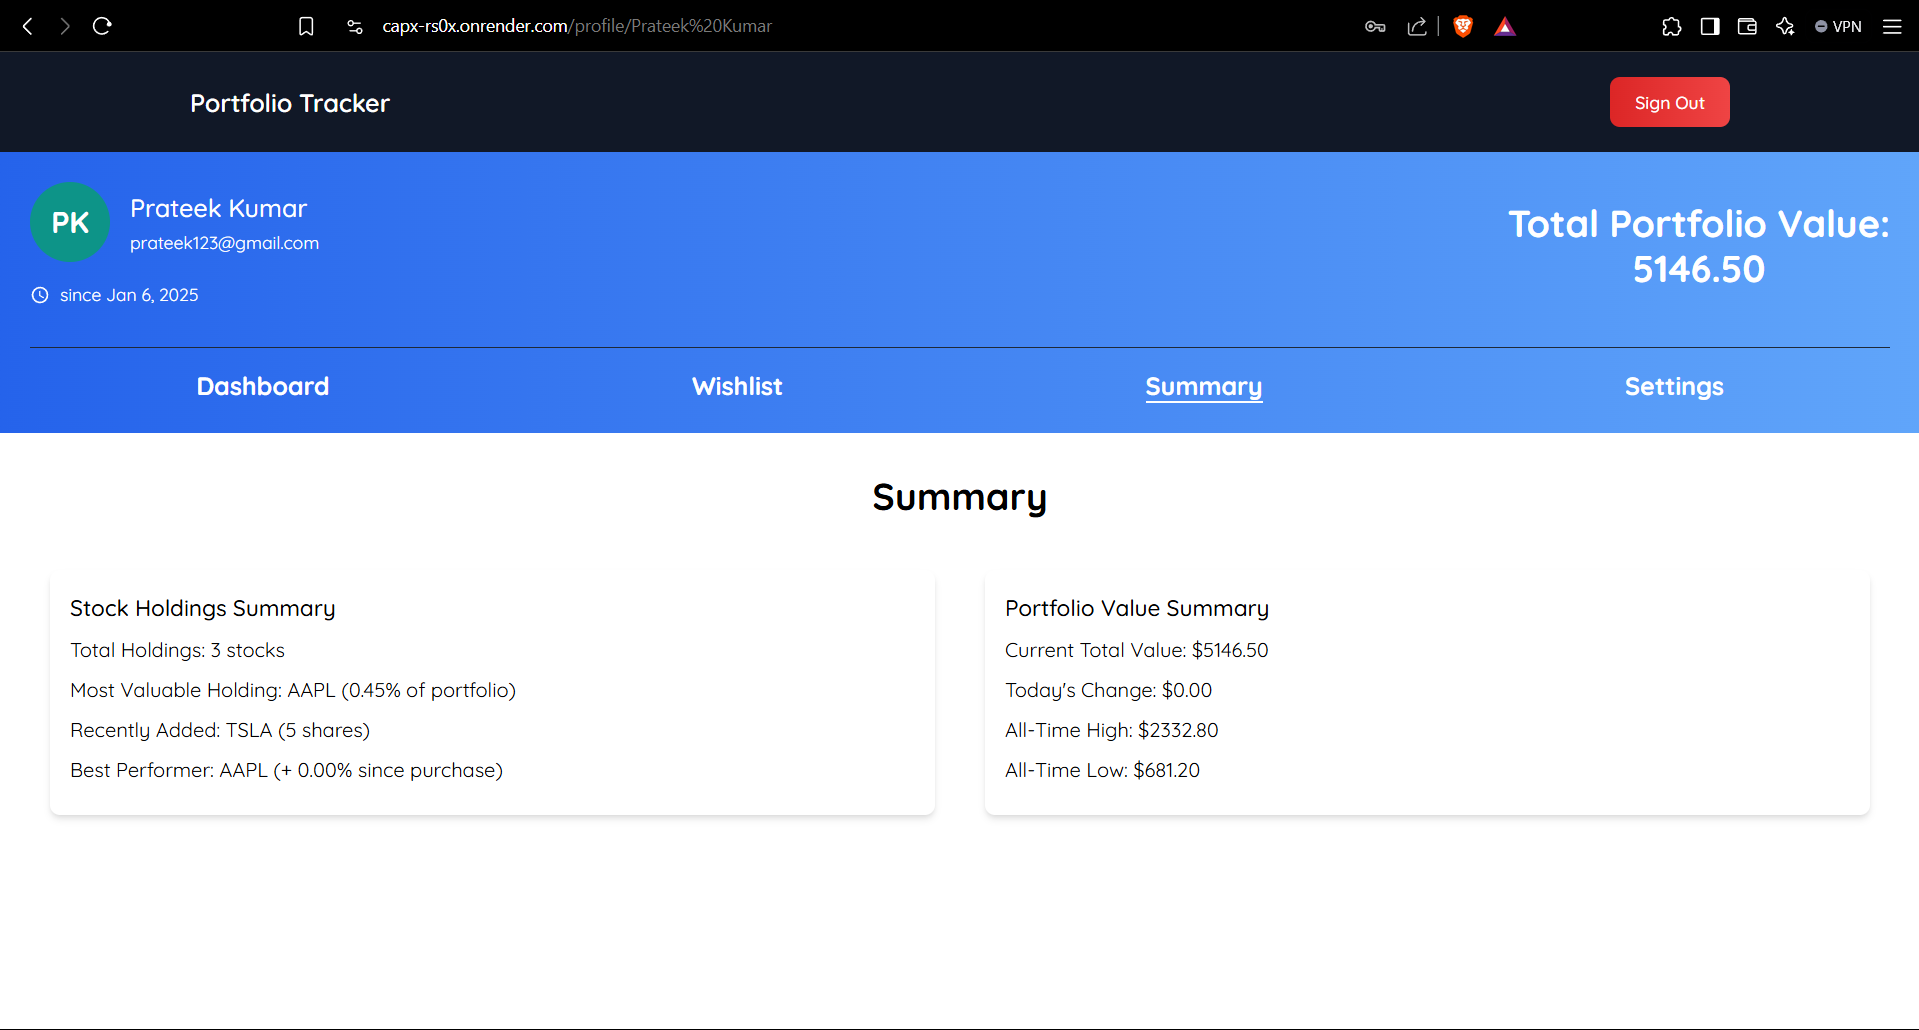 capx-rs0x.onrender.com/profile/Prateek%20Kumar
VPN
Portfolio Tracker
Sign Out
PK
Prateek Kumar
prateek123@gmail.com
since Jan 6, 2025
Total Portfolio Value:
5146.50
Dashboard
Wishlist
Summary
Settings
Summary
Stock Holdings Summary
Total Holdings: 3 stocks
Most Valuable Holding: AAPL (0.45% of portfolio)
Recently Added: TSLA (5 shares)
Best Performer: AAPL (+ 0.00% since purchase)
Portfolio Value Summary
Current Total Value: $5146.50
Today's Change: $0.00
All-Time High: $2332.80
All-Time Low: $681.20